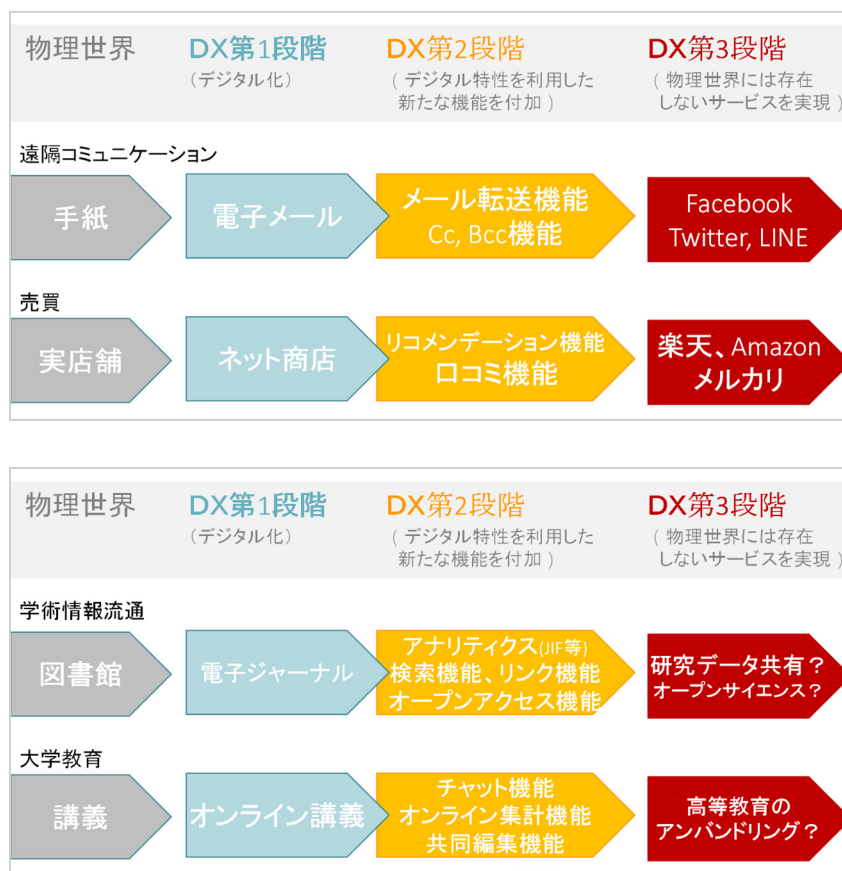 物理世界 DX第1段階 DX第2段階 DX第3段階
(デジタル化) (デジタル特性を利用した (物理世界には存在
新たな機能を付加) しないサービスを実現)
遠隔コミュニケーション
手紙 電子メール メール転送機能 Facebook
Cc, Bcc機能 Twitter, LINE
売買
実店舗 ネット商店 リコメンデーション機能 楽天、Amazon
口コミ機能 メルカリ
物理世界 DX第1段階 DX第2段階 DX第3段階
(デジタル化) (デジタル特性を利用した (物理世界には存在
新たな機能を付加) しないサービスを実現)
学術情報流通
図書館 電子ジャーナル アナリティクス(JIF等) 研究データ共有?
検索機能、リンク機能 オープンサイエンス?
オープンアクセス機能
大学教育
講義 オンライン講義 チャット機能 高等教育の
オンライン集計機能 アンバンドリング?
共同編集機能